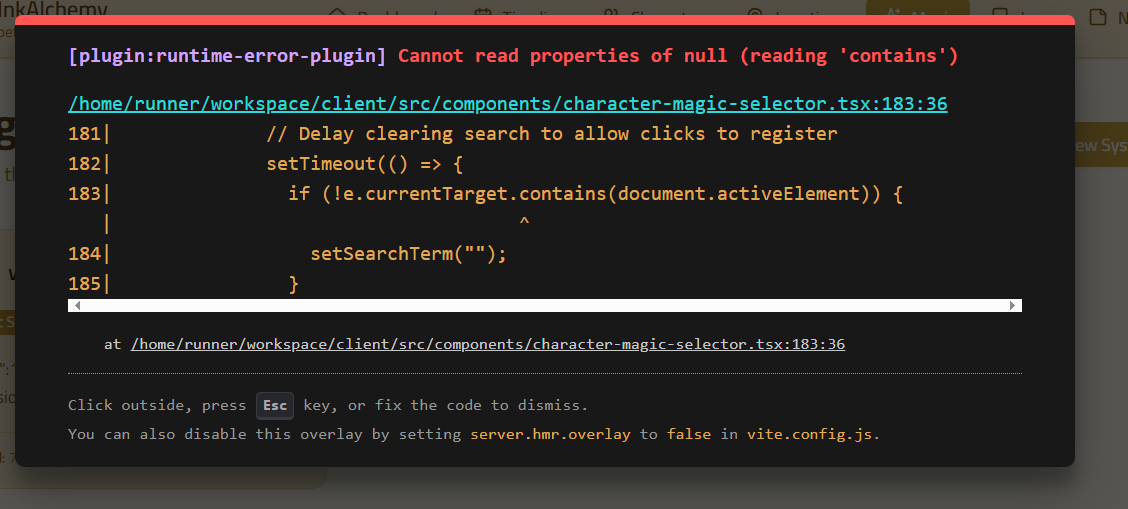 InkAlchemy
[plugin:runtime-error-plugin] Cannot read properties of null (reading 'contains')
/home/runner/workspace/client/src/components/character-magic-selector.tsx:183:36
181|              // Delay clearing search to allow clicks to register
182|              setTimeout(() => {
183|                if (!e.currentTarget.contains(document.activeElement)) {
|                                     ^
184|                  setSearchTerm("");
185|                }
at /home/runner/workspace/client/src/components/character-magic-selector.tsx:183:36
Click outside, press Esc key, or fix the code to dismiss.
You can also disable this overlay by setting server.hmr.overlay to false in vite.config.js.